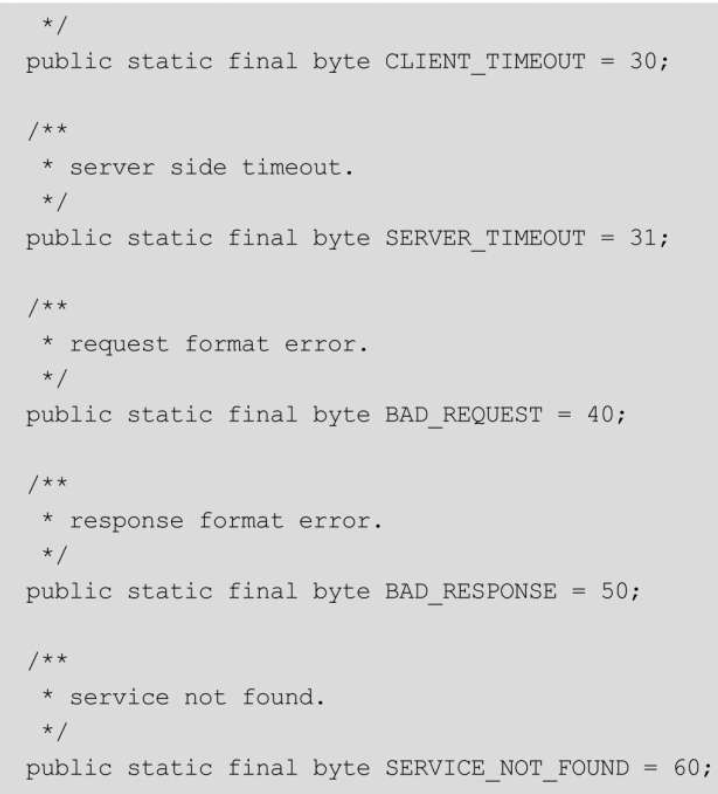 */
public static final byte CLIENT_TIMEOUT = 30;
/**
 * server side timeout.
 */
public static final byte SERVER_TIMEOUT = 31;
/**
 * request format error.
 */
public static final byte BAD_REQUEST = 40;
/**
 * response format error.
 */
public static final byte BAD_RESPONSE = 50;
/**
 * service not found.
 */
public static final byte SERVICE_NOT_FOUND = 60;